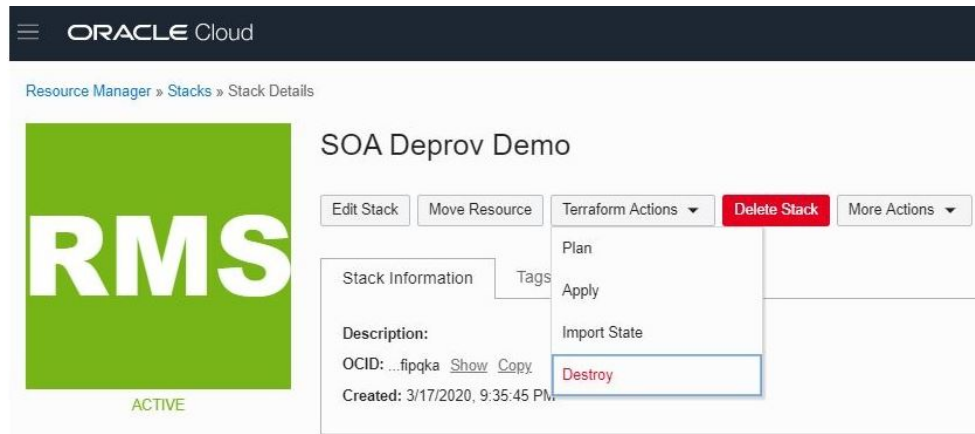 ORACLE Cloud
Resource Manager » Stacks » Stack Details
RMS
ACTIVE
SOA Deprov Demo
Edit Stack Move Resource Terraform Actions Delete Stack More Actions
Plan
Apply
Import State
Destroy
Stack Information Tags
Description:
OCID: ...fipqka Show Copy
Created: 3/17/2020, 9:35:45 PM